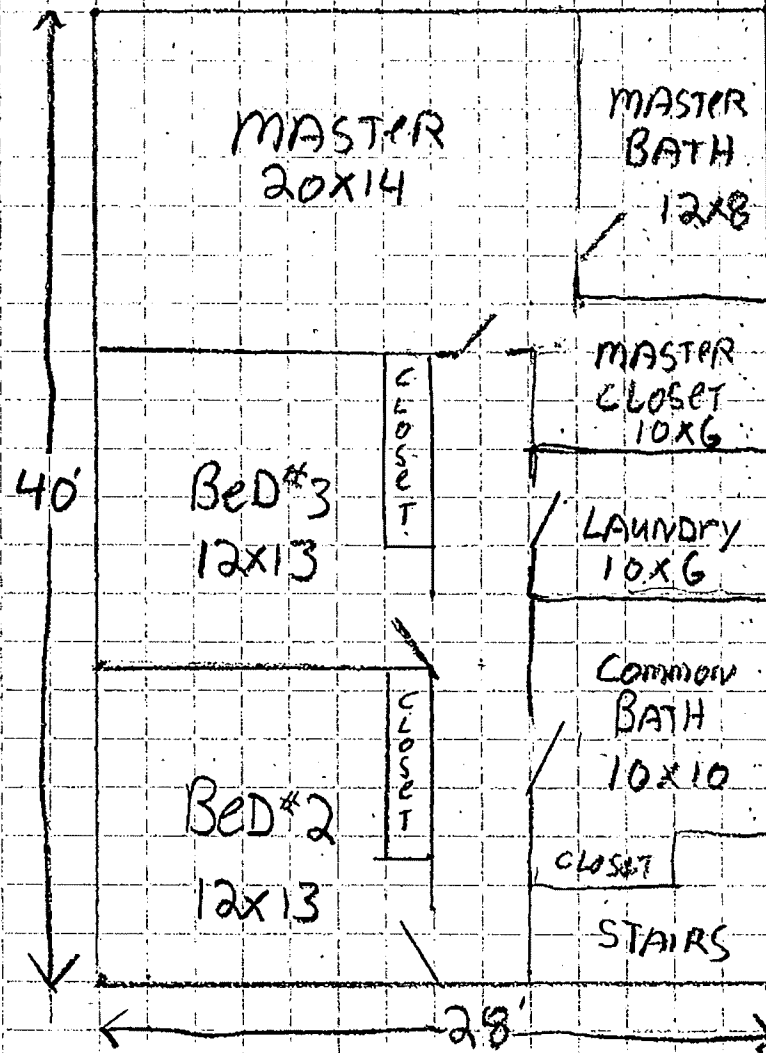 MASTER
20X14
MASTER
BATH
12X8
MASTER
CLOSET
10X6
CLOSET
40'
BED #3
12X13
LAUNDRY
10X6
COMMON
BATH
10X10
CLOSET
BED #2
12X13
CLOSET
STAIRS
28'